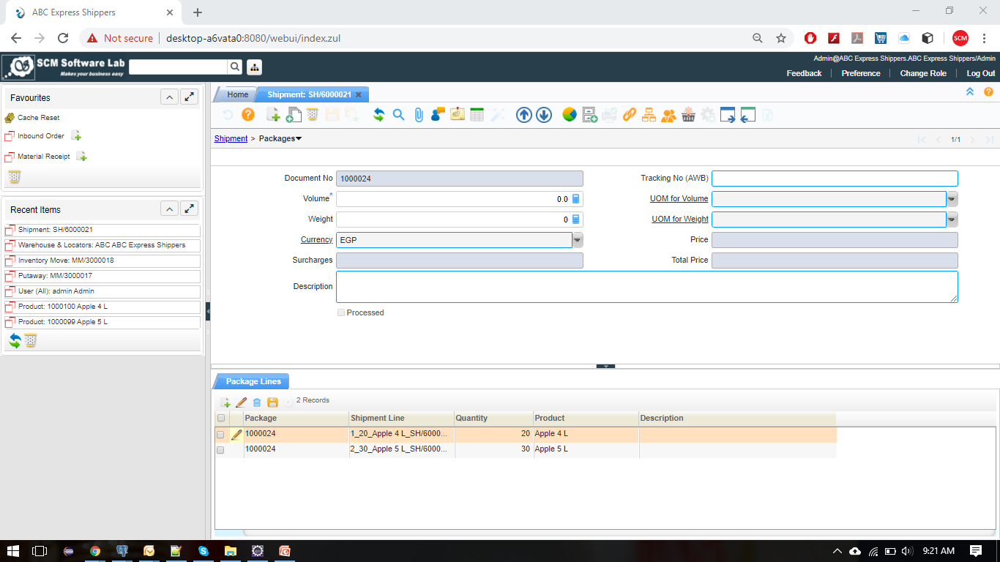 ABC Express Shippers
Not secure desktop-a6vata0:8080/webui/index.zul
SCM
SCM Software Lab
Makes your business easy
Admin@ABC Express Shippers.ABC Express Shippers/Admin
Feedback Preference Change Role Log Out
Favourites
Cache Reset
Inbound Order
Material Receipt
Recent Items
Shipment: SH/6000021
Warehouse & Locators: ABC ABC Express Shippers
Inventory Move: MM/3000018
Putaway: MM/3000017
User (All): admin Admin
Product: 1000100 Apple 4 L
Product: 1000099 Apple 5 L
Home Shipment: SH/6000021
Shipment > Packages
1/1
Document No 1000024 Tracking No (AWB)
Volume* 0.0 UOM for Volume
Weight 0 UOM for Weight
Currency EGP Price
Surcharges Total Price
Description
Processed
Package Lines
2 Records
Package Shipment Line Quantity Product Description
1000024 1_20_Apple 4 L_SH/6000... 20 Apple 4 L
1000024 2_30_Apple 5 L_SH/6000... 30 Apple 5 L
9:21 AM